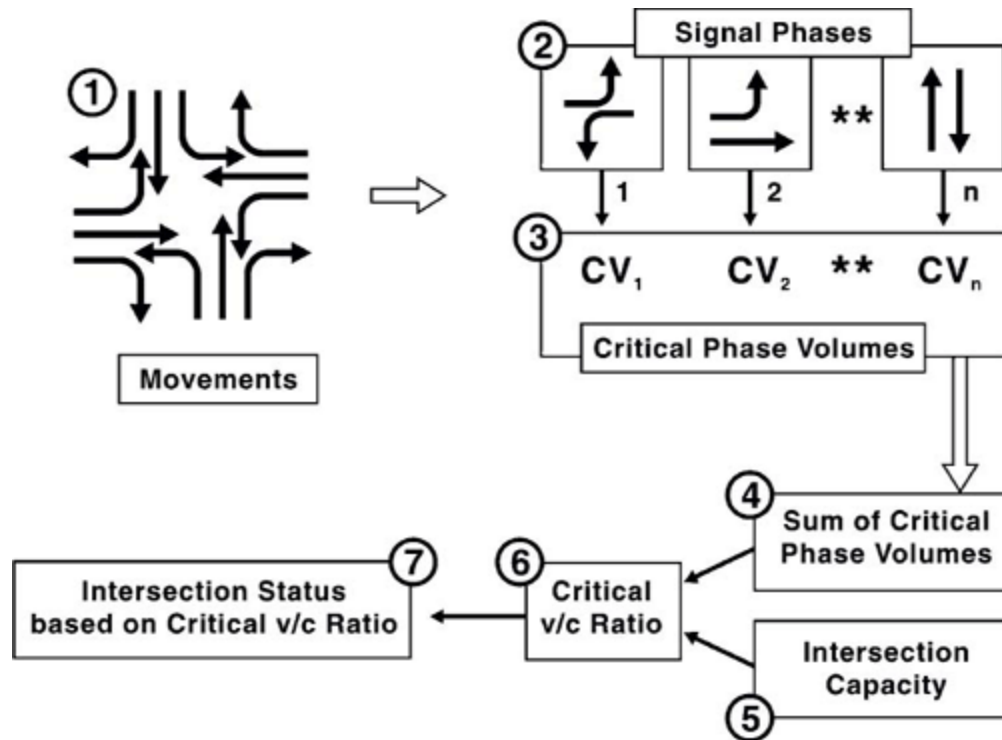 1
Movements
2
Signal Phases
**
1
2
n
3
CV₁
CV₂
**
CVₙ
Critical Phase Volumes
4
Sum of Critical
Phase Volumes
5
Intersection
Capacity
6
Critical
v/c Ratio
7
Intersection Status
based on Critical v/c Ratio